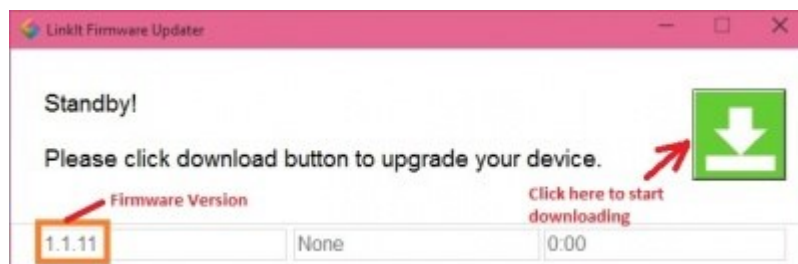 LinkIt Firmware Updater
Standby!
Please click download button to upgrade your device.
Firmware Version
Click here to start
downloading
1.1.11 None 0:00